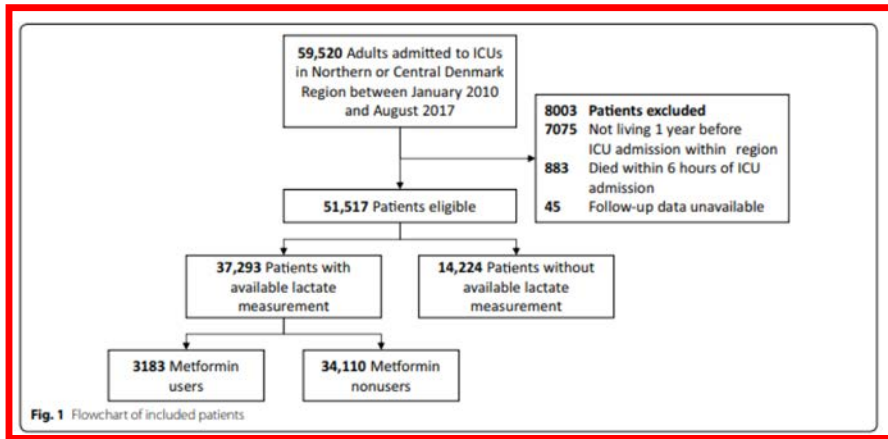 59,520 Adults admitted to ICUs
in Northern or Central Denmark
Region between January 2010
and August 2017
8003 Patients excluded
7075 Not living 1 year before
ICU admission within region
883 Died within 6 hours of ICU
admission
45 Follow-up data unavailable
51,517 Patients eligible
37,293 Patients with
available lactate
measurement
14,224 Patients without
available lactate
measurement
3183 Metformin
users
34,110 Metformin
nonusers
Fig. 1 Flowchart of included patients